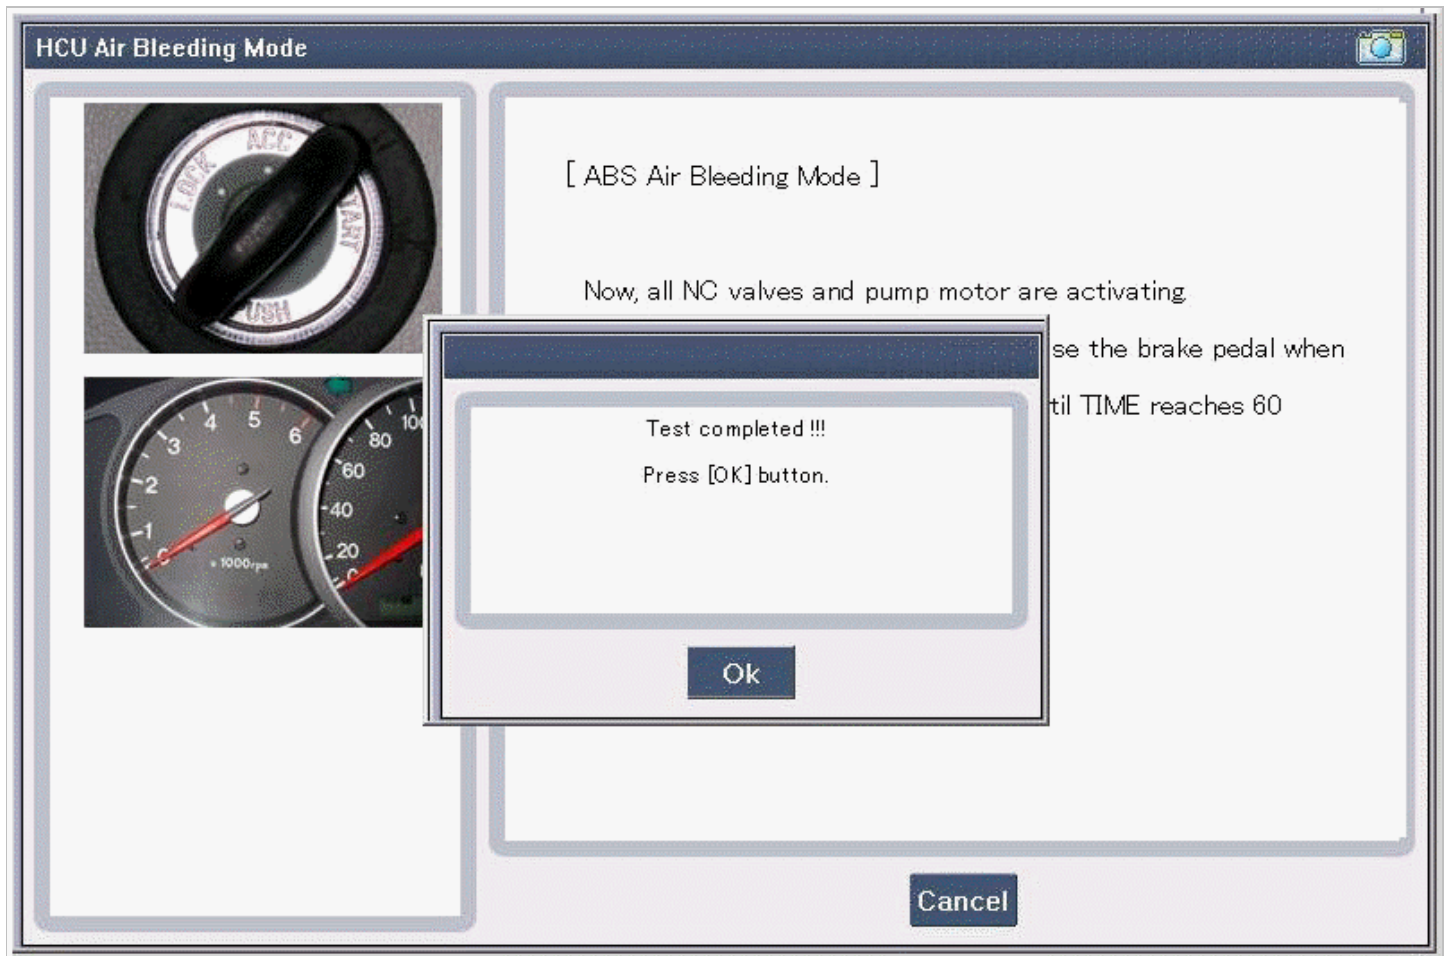 HCU Air Bleeding Mode
ACC
LOCK
START
PUSH
1 2 3 4 5 6
x 1000rpm
0 20 40 60 80 100
[ ABS Air Bleeding Mode ]
Now, all NC valves and pump motor are activating.
se the brake pedal when
til TIME reaches 60
Test completed !!!
Press [OK] button.
Ok
Cancel